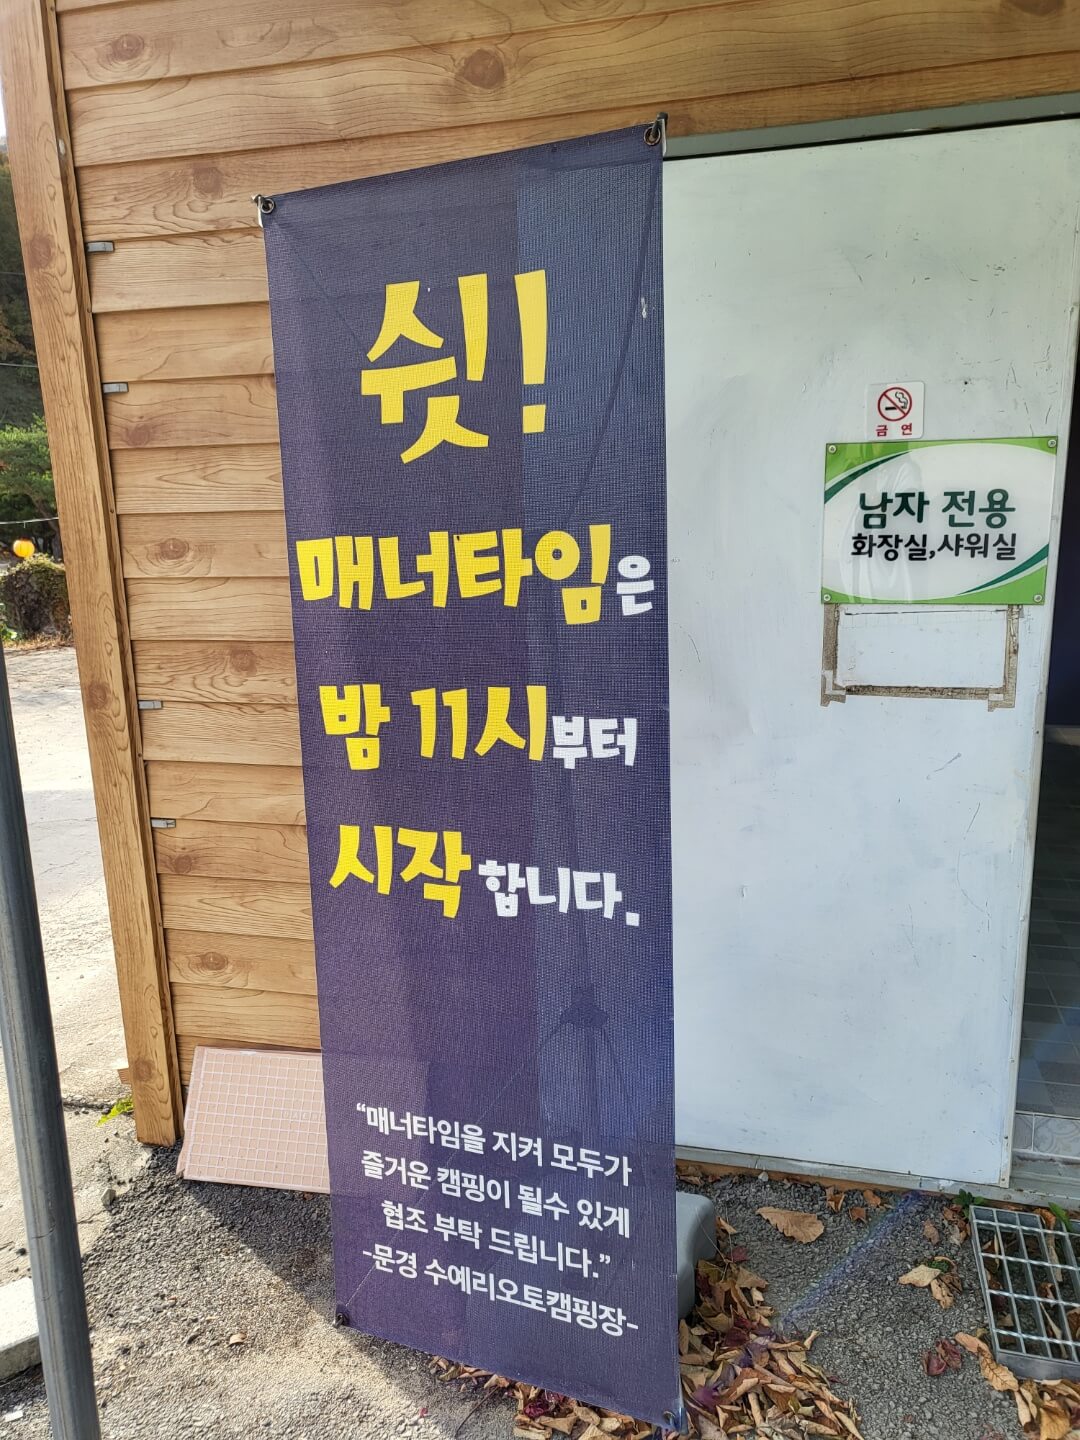 쉿!
매너타임은
밤 11시부터
시작 합니다.
“매너타임을 지켜 모두가
즐거운 캠핑이 될수 있게
협조 부탁 드립니다.”
-문경 수예리오토캠핑장-
금 연
남자 전용
화장실,샤워실